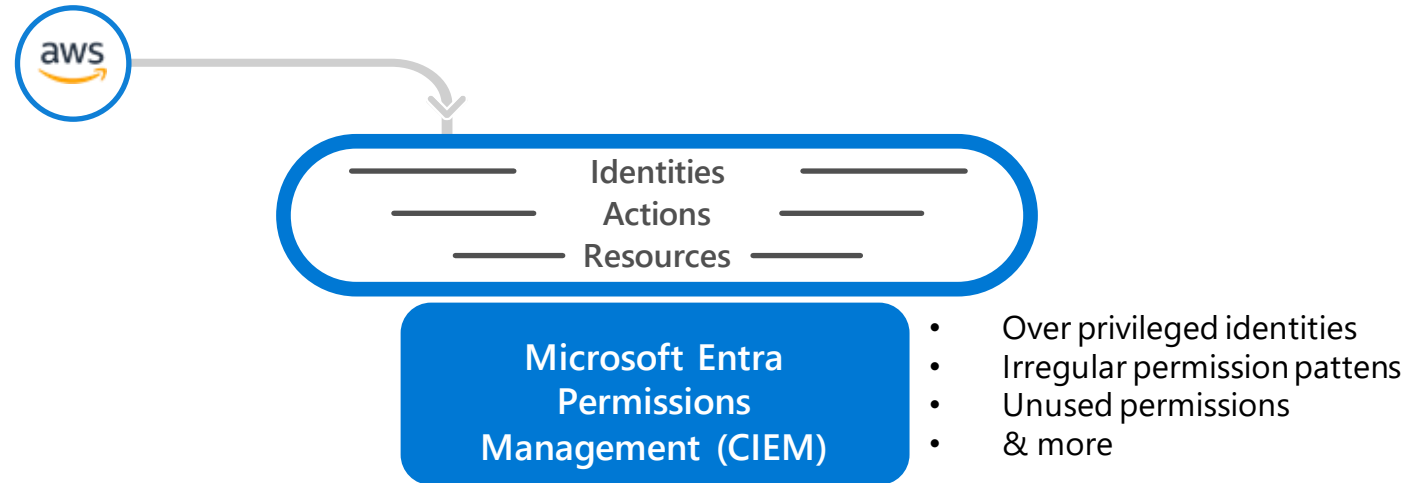 aws
Identities
Actions
Resources
Microsoft Entra
Permissions
Management (CIEM)
• Over privileged identities
• Irregular permission pattens
• Unused permissions
• & more